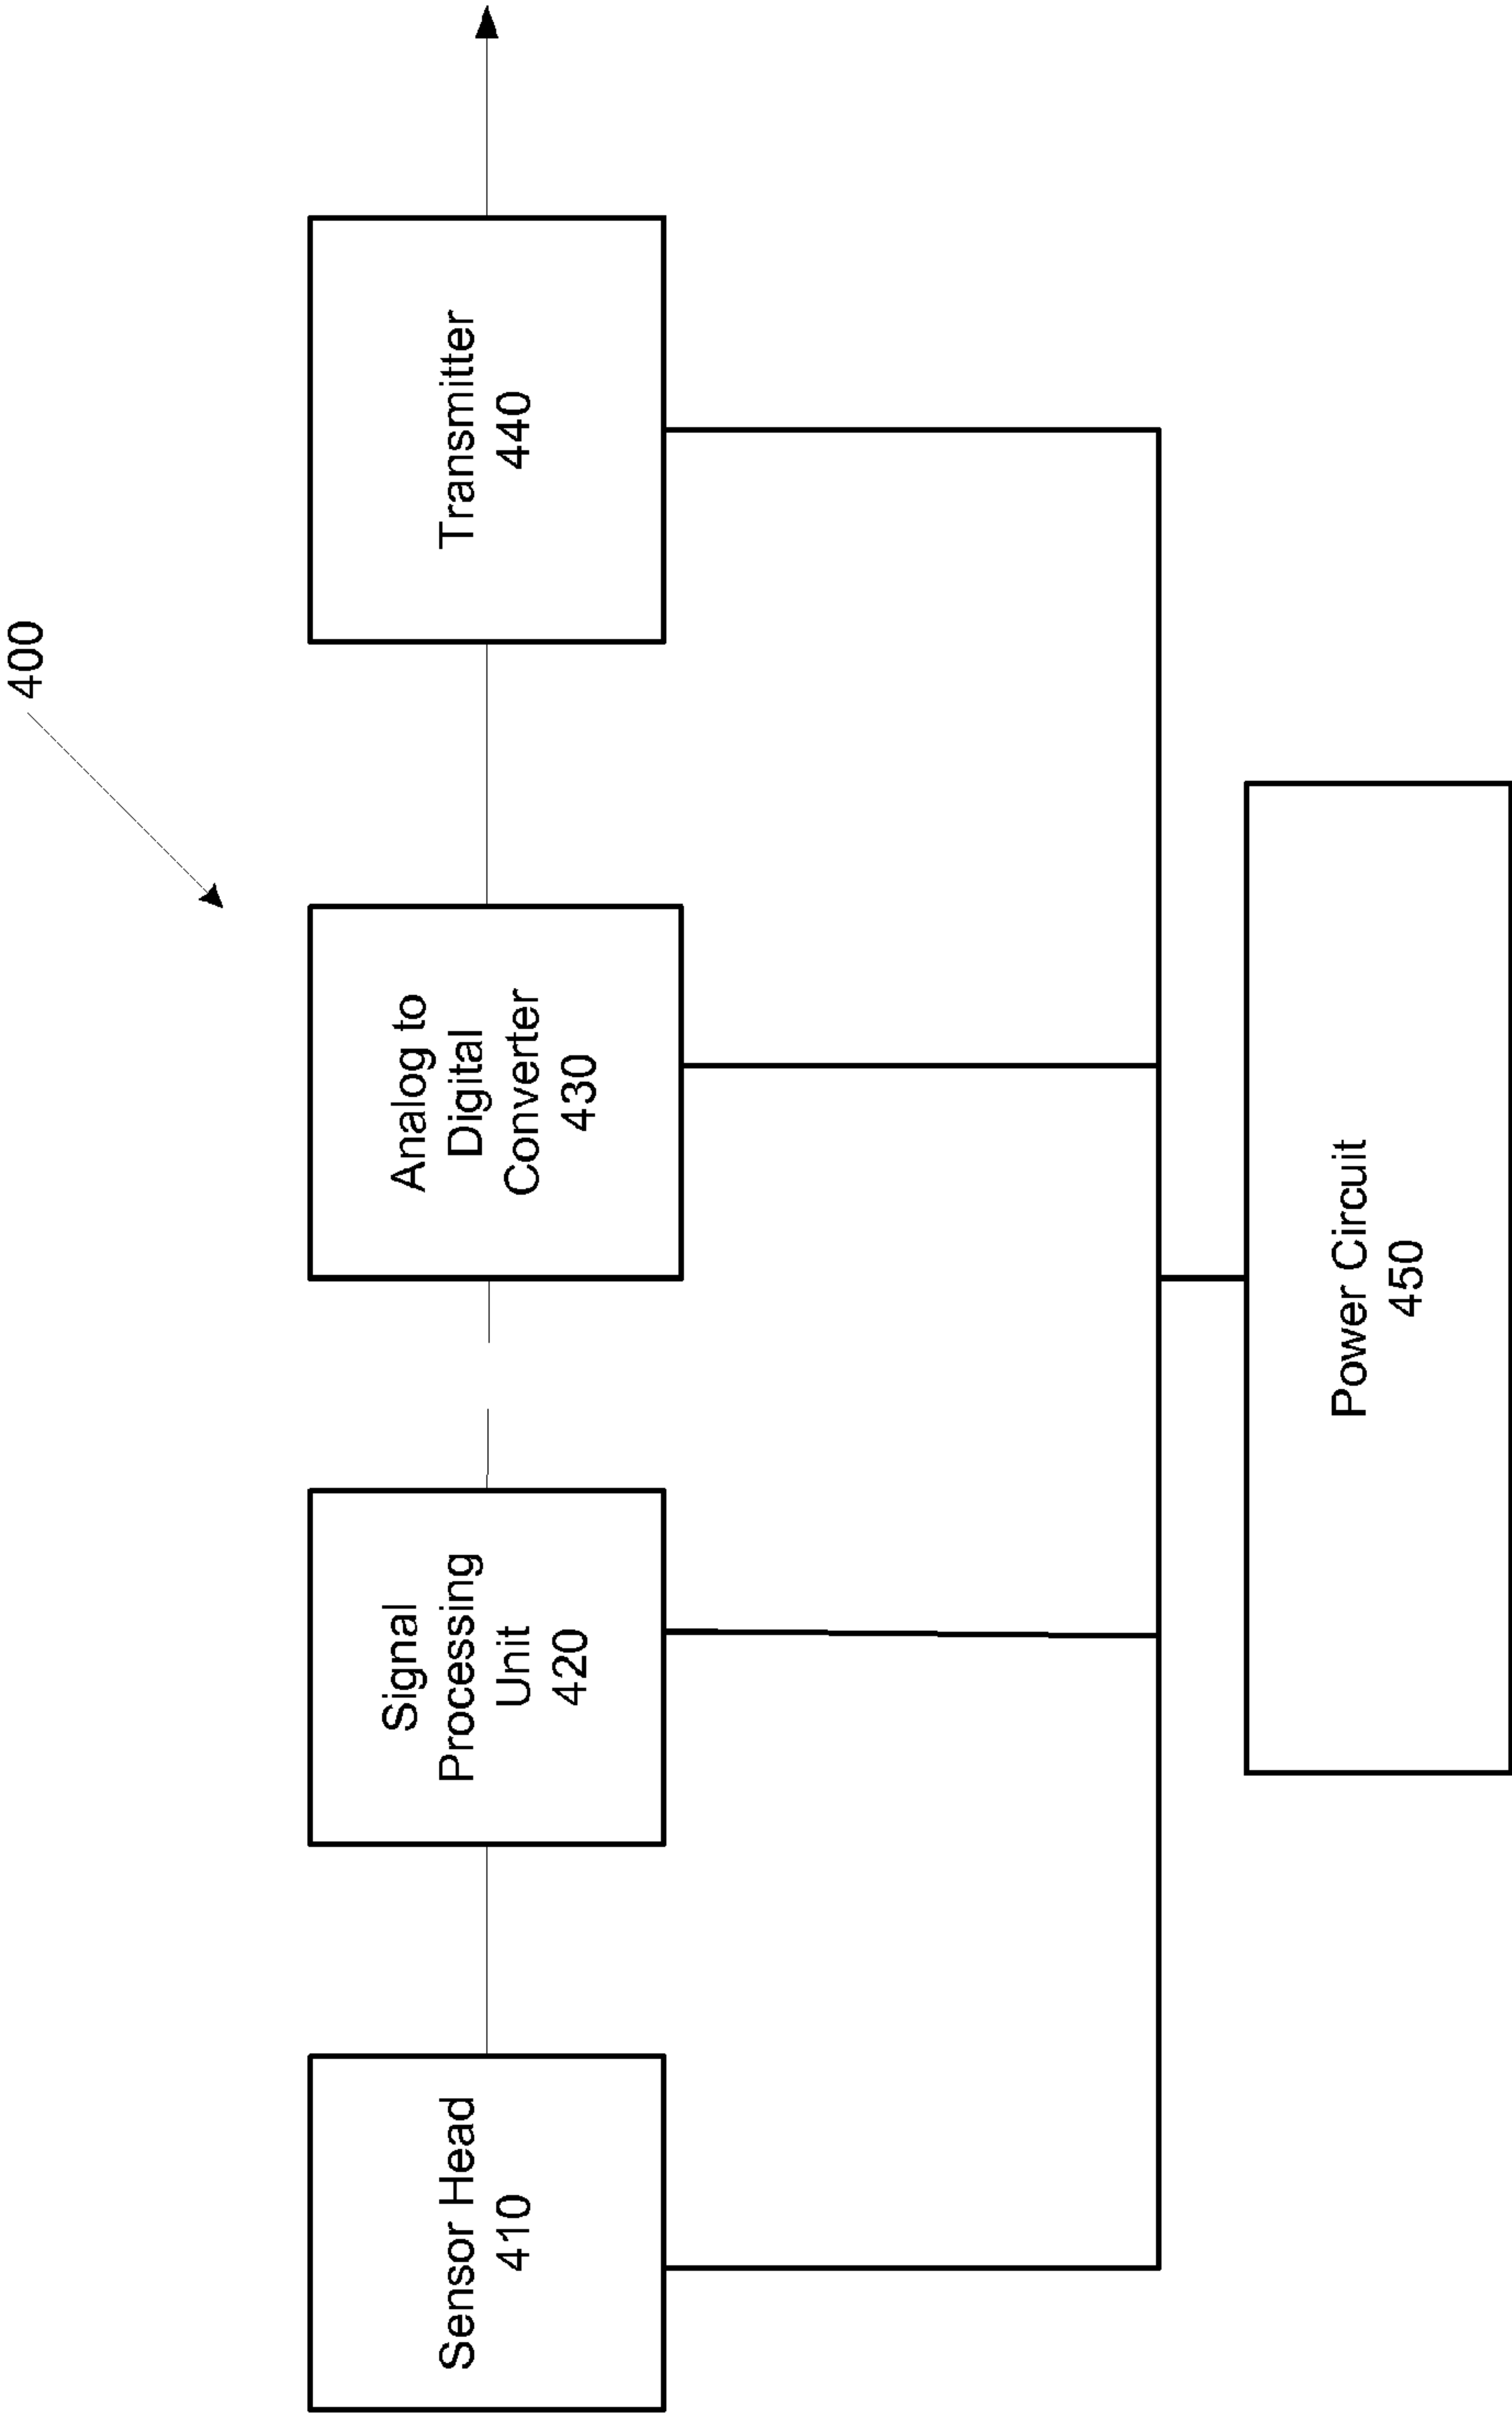 400
Sensor Head
410
Signal
Processing
Unit
420
Analog to
Digital
Converter
430
Transmitter
440
Power Circuit
450